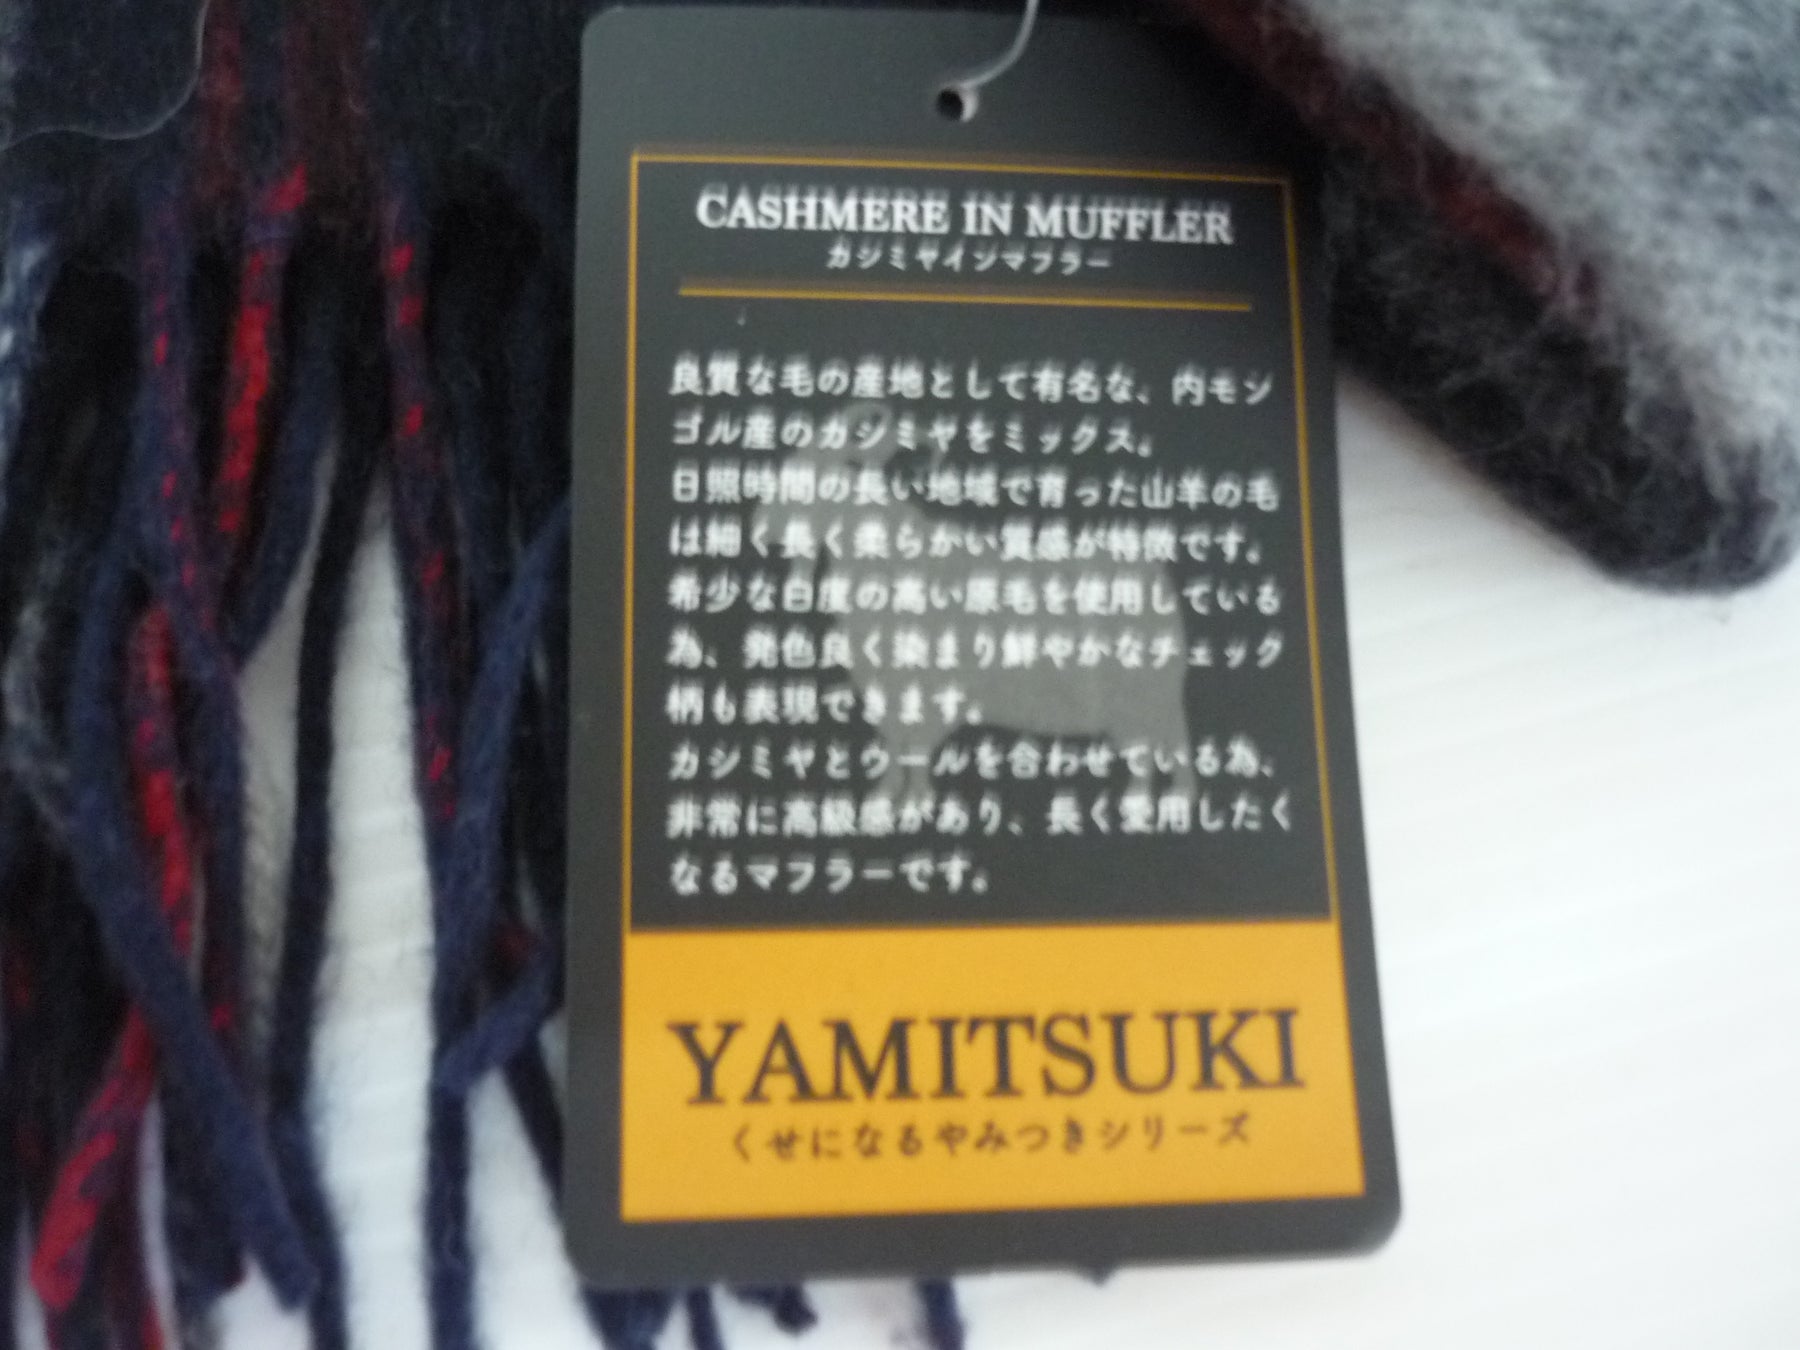 CASHMERE IN MUFFLER
カシミヤインマフラー
良質な毛の産地として有名な、内モン
ゴル産のカシミヤをミックス。
日照時間の長い地域で育った山羊の毛
は細く長く柔らかい質感が特徴です。
希少な白度の高い原毛を使用している
為、発色良く染まり鮮やかなチェック
柄も表現できます。
カシミヤとウールを合わせている為、
非常に高級感があり、長く愛用したく
なるマフラーです。
YAMITSUKI
くせになるやみつきシリーズ